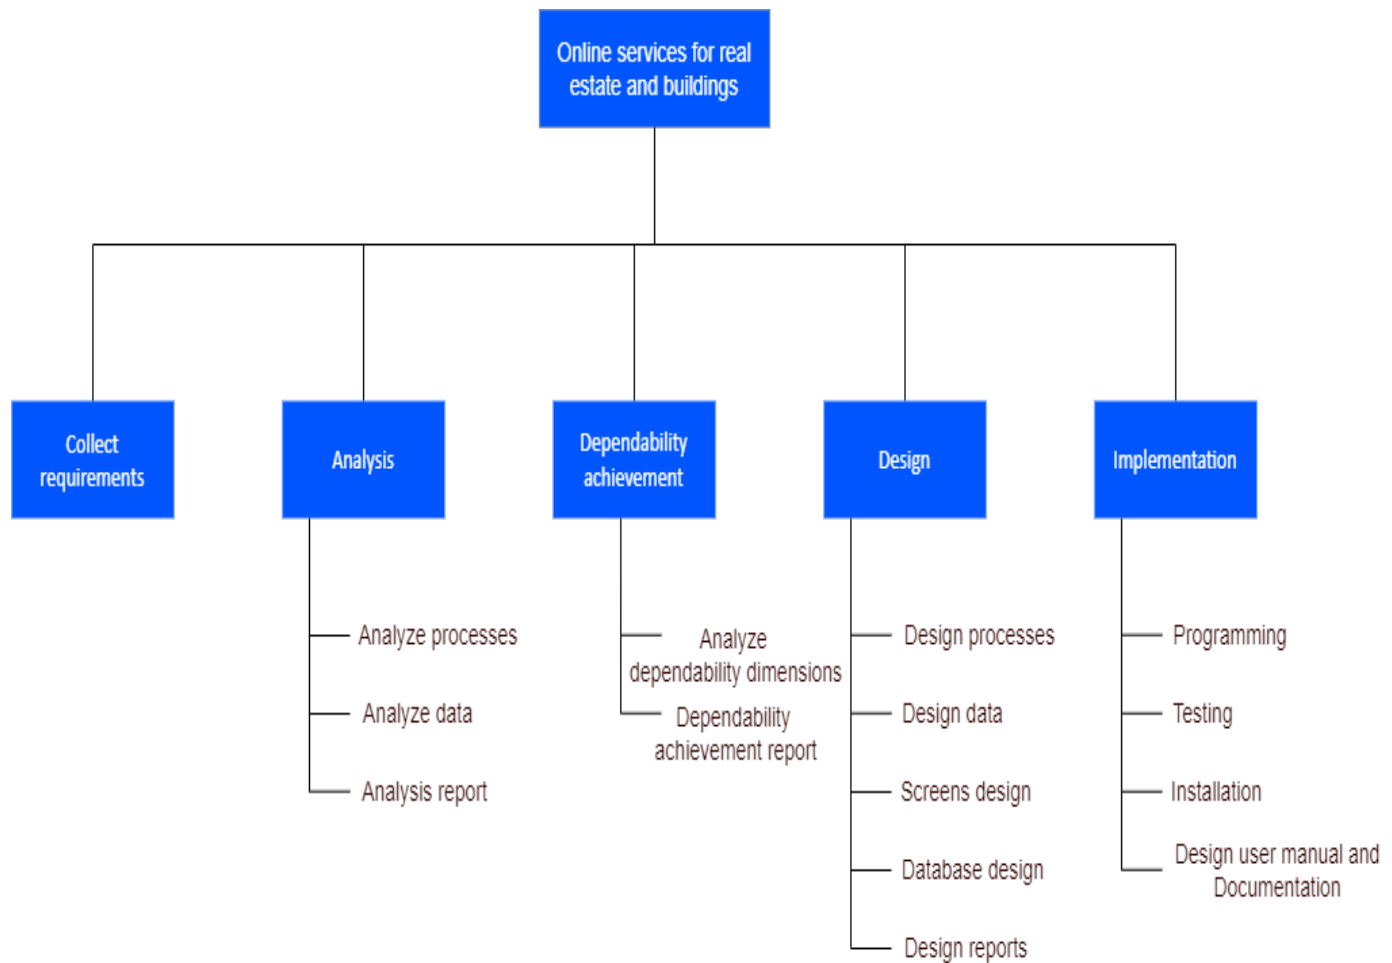 Online services for real
estate and buildings
Collect
requirements
Analysis
Dependability
achievement
Design
Implementation
Analyze processes
Analyze data
Analysis report
Analyze
dependability dimensions
Dependability
achievement report
Design processes
Design data
Screens design
Database design
Design reports
Programming
Testing
Installation
Design user manual and
Documentation